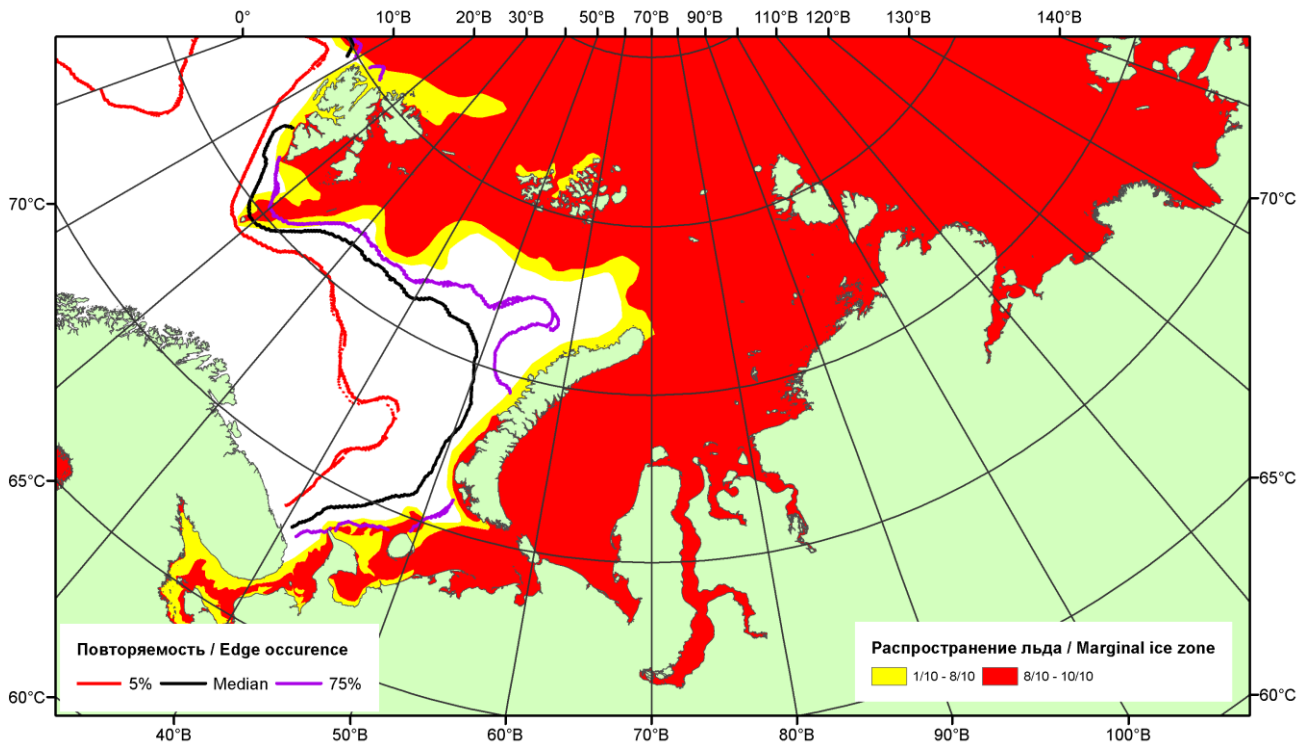 0° 10°В 20°В 30°В 50°В 70°В 90°В 110°В 120°В 130°В 140°В
70°С 70°С
65°С 65°С
60°С 60°С
Повторяемость / Edge occurence
5% Median 75%
Распространение льда / Marginal ice zone
1/10 - 8/10 8/10 - 10/10
40°В 50°В 60°В 70°В 80°В 90°В 100°В